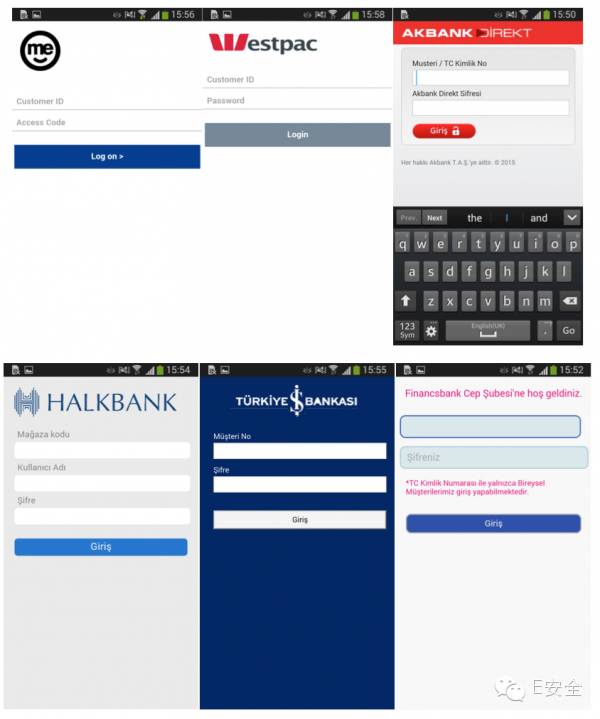 15:56
me
Customer ID
Access Code
Log on >
15:58
Westpac
Customer ID
Password
Login
15:50
AKBANK DİREKT
Musteri / TC Kimlik No
Akbank Direkt Sifresi
Giriş
Her hakkı Akbank T.A.Ş.'ye aittir. © 2015
Prev. Next the I and
q w e r t y u i o p
a s d f g h j k l
z x c v b n m
123 Sym English(UK) . Go
15:54
HALKBANK
Mağaza kodu
Kullanıcı Adı
Şifre
Giriş
15:55
TÜRKİYE İŞ BANKASI
Müşteri No
Şifre
Giriş
15:52
Financsbank Cep Şubesi'ne hoş geldiniz.
Şifreniz
*TC Kimlik Numarası ile yalnızca Bireysel
Müşterilerimiz giriş yapabilmektedir.
Giriş
E安全